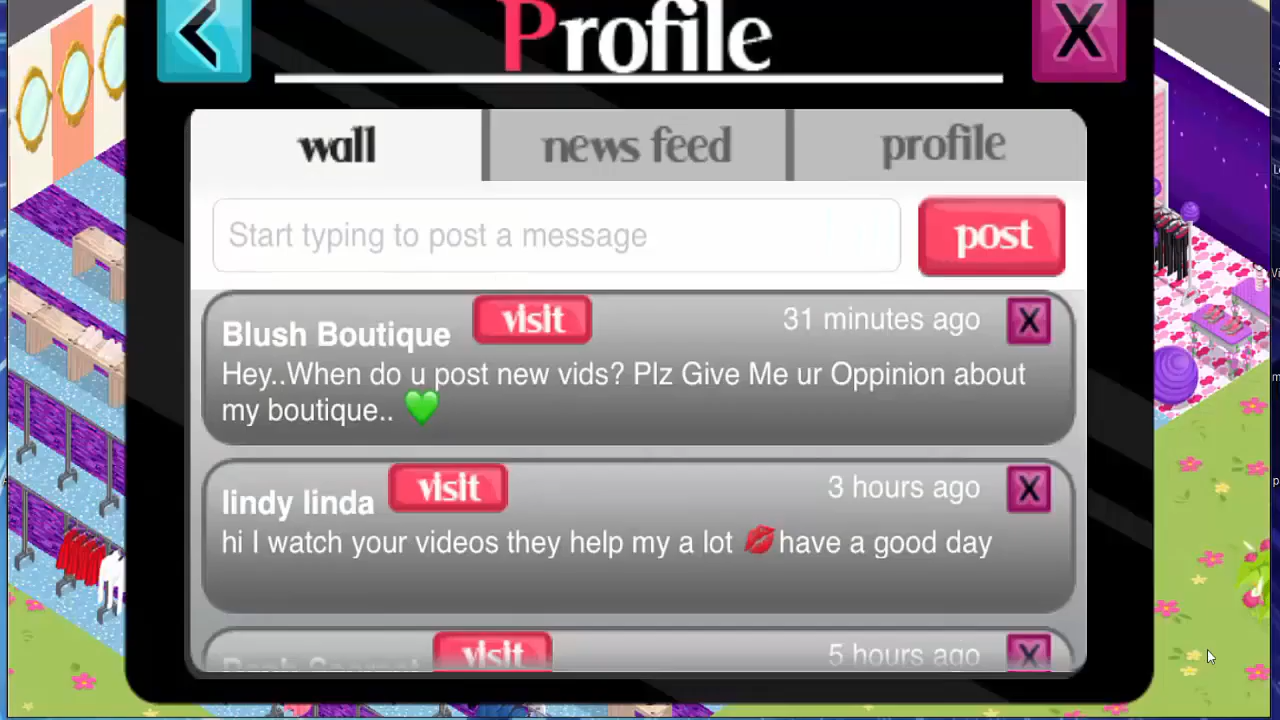 Profile
wall
news feed
profile
Start typing to post a message
post
Blush Boutique
visit
31 minutes ago
X
Hey..When do u post new vids? Plz Give Me ur Oppinion about
my boutique.. 💚
lindy linda
visit
3 hours ago
X
hi I watch your videos they help my a lot 💋have a good day
visit
5 hours ago
X